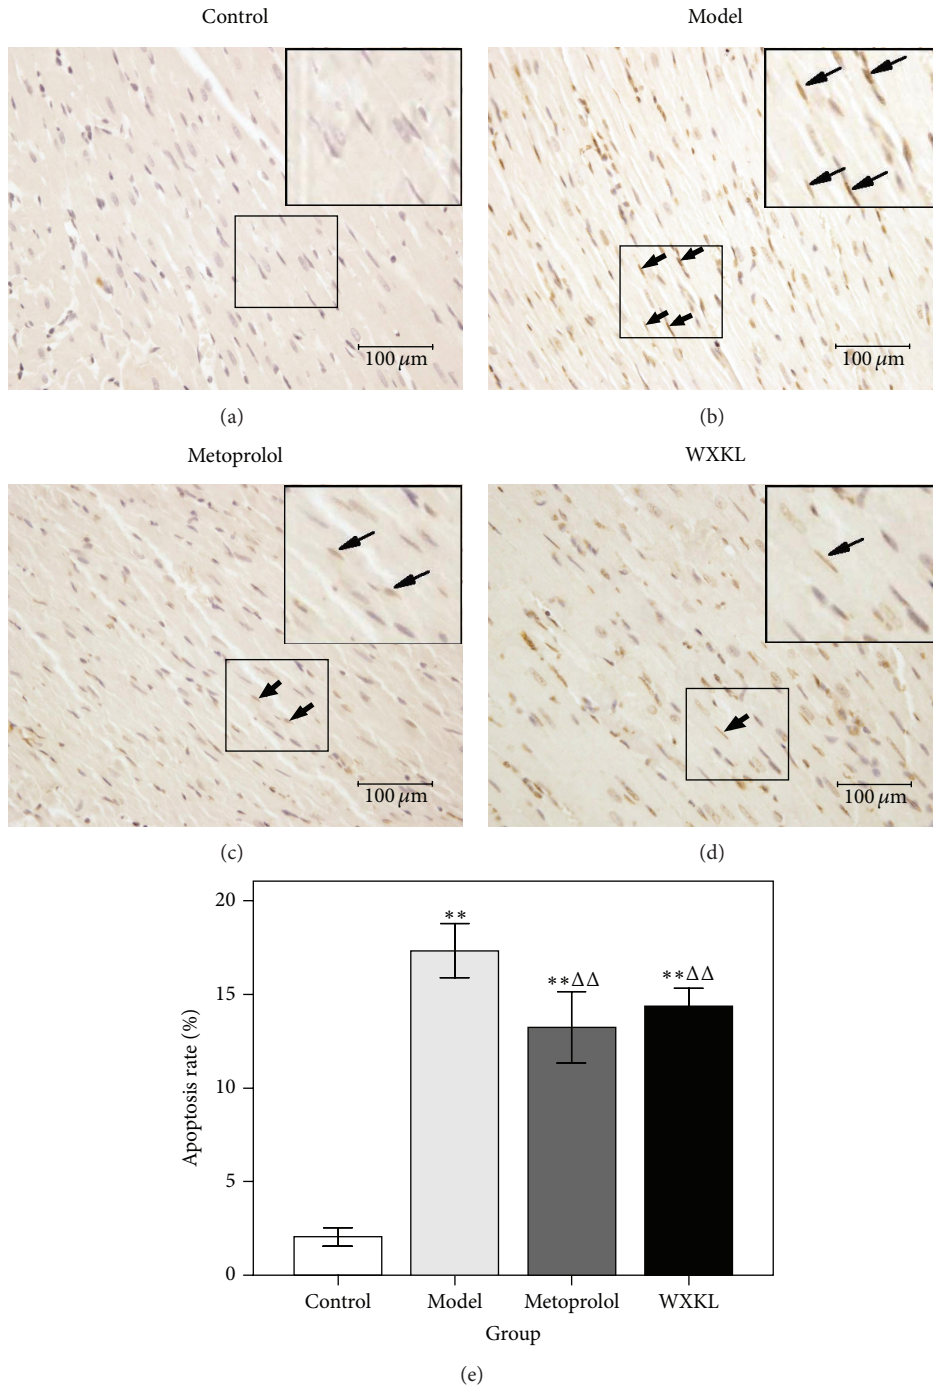 Control
Model
100 μm
100 μm
(a)
(b)
Metoprolol
WXKL
100 μm
100 μm
(c)
(d)
20
15
10
5
0
Apoptosis rate (%)
**
**ΔΔ
**ΔΔ
Control
Model
Metoprolol
WXKL
Group
(e)